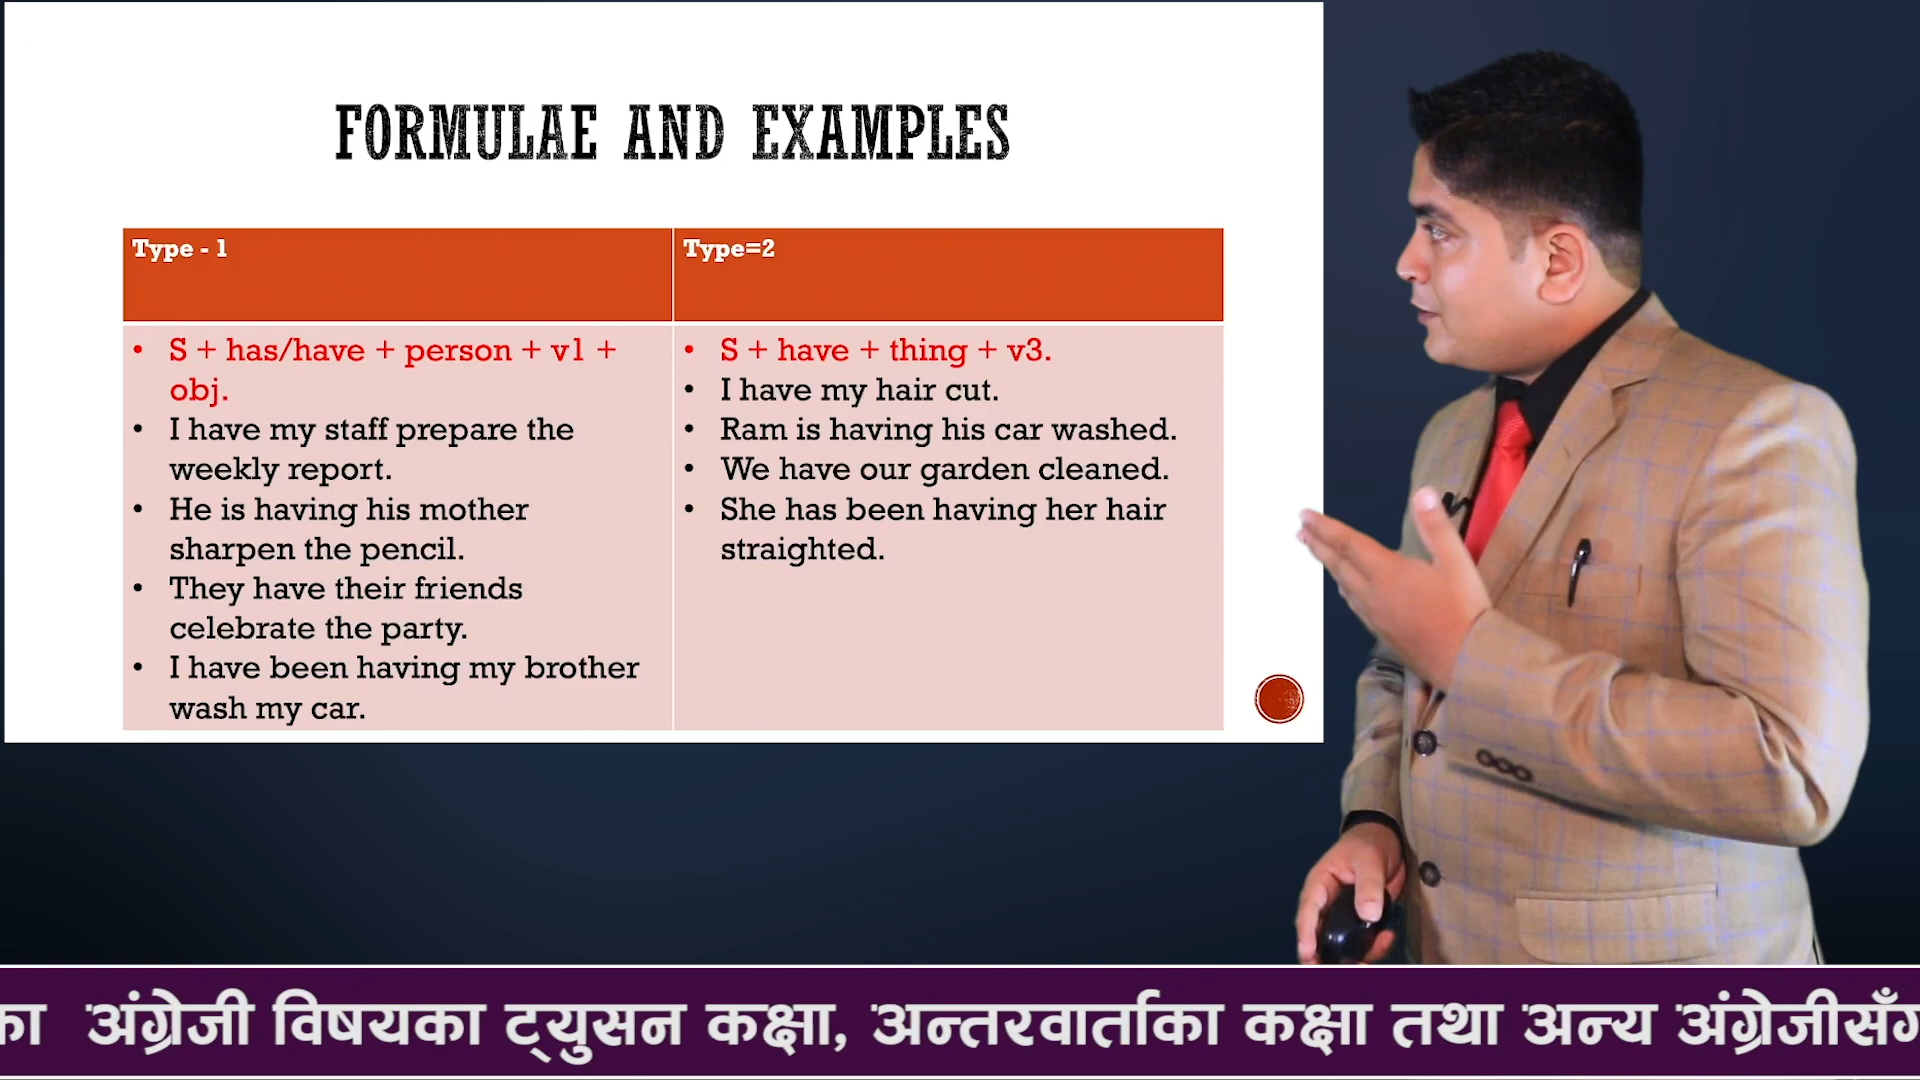 FORMULAE AND EXAMPLES
Type - 1
• S + has/have + person + v1 +
obj.
• I have my staff prepare the
weekly report.
• He is having his mother
sharpen the pencil.
• They have their friends
celebrate the party.
• I have been having my brother
wash my car.
Type=2
• S + have + thing + v3.
• I have my hair cut.
• Ram is having his car washed.
• We have our garden cleaned.
• She has been having her hair
straighted.
का अंग्रेजी विषयका ट्युसन कक्षा, अन्तरवार्ताका कक्षा तथा अन्य अंग्रेजीसँग